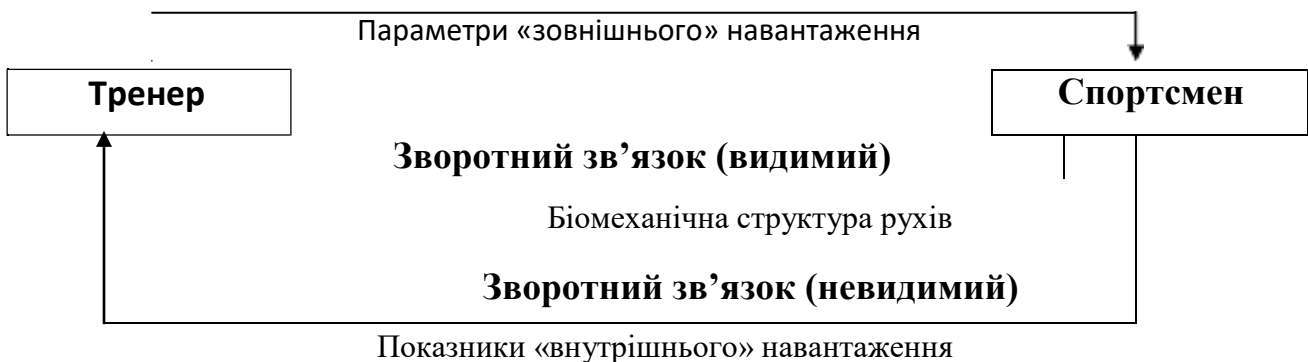 Параметри «зовнішнього» навантаження
Тренер
Спортсмен
Зворотний зв’язок (видимий)
Біомеханічна структура рухів
Зворотний зв’язок (невидимий)
Показники «внутрішнього» навантаження